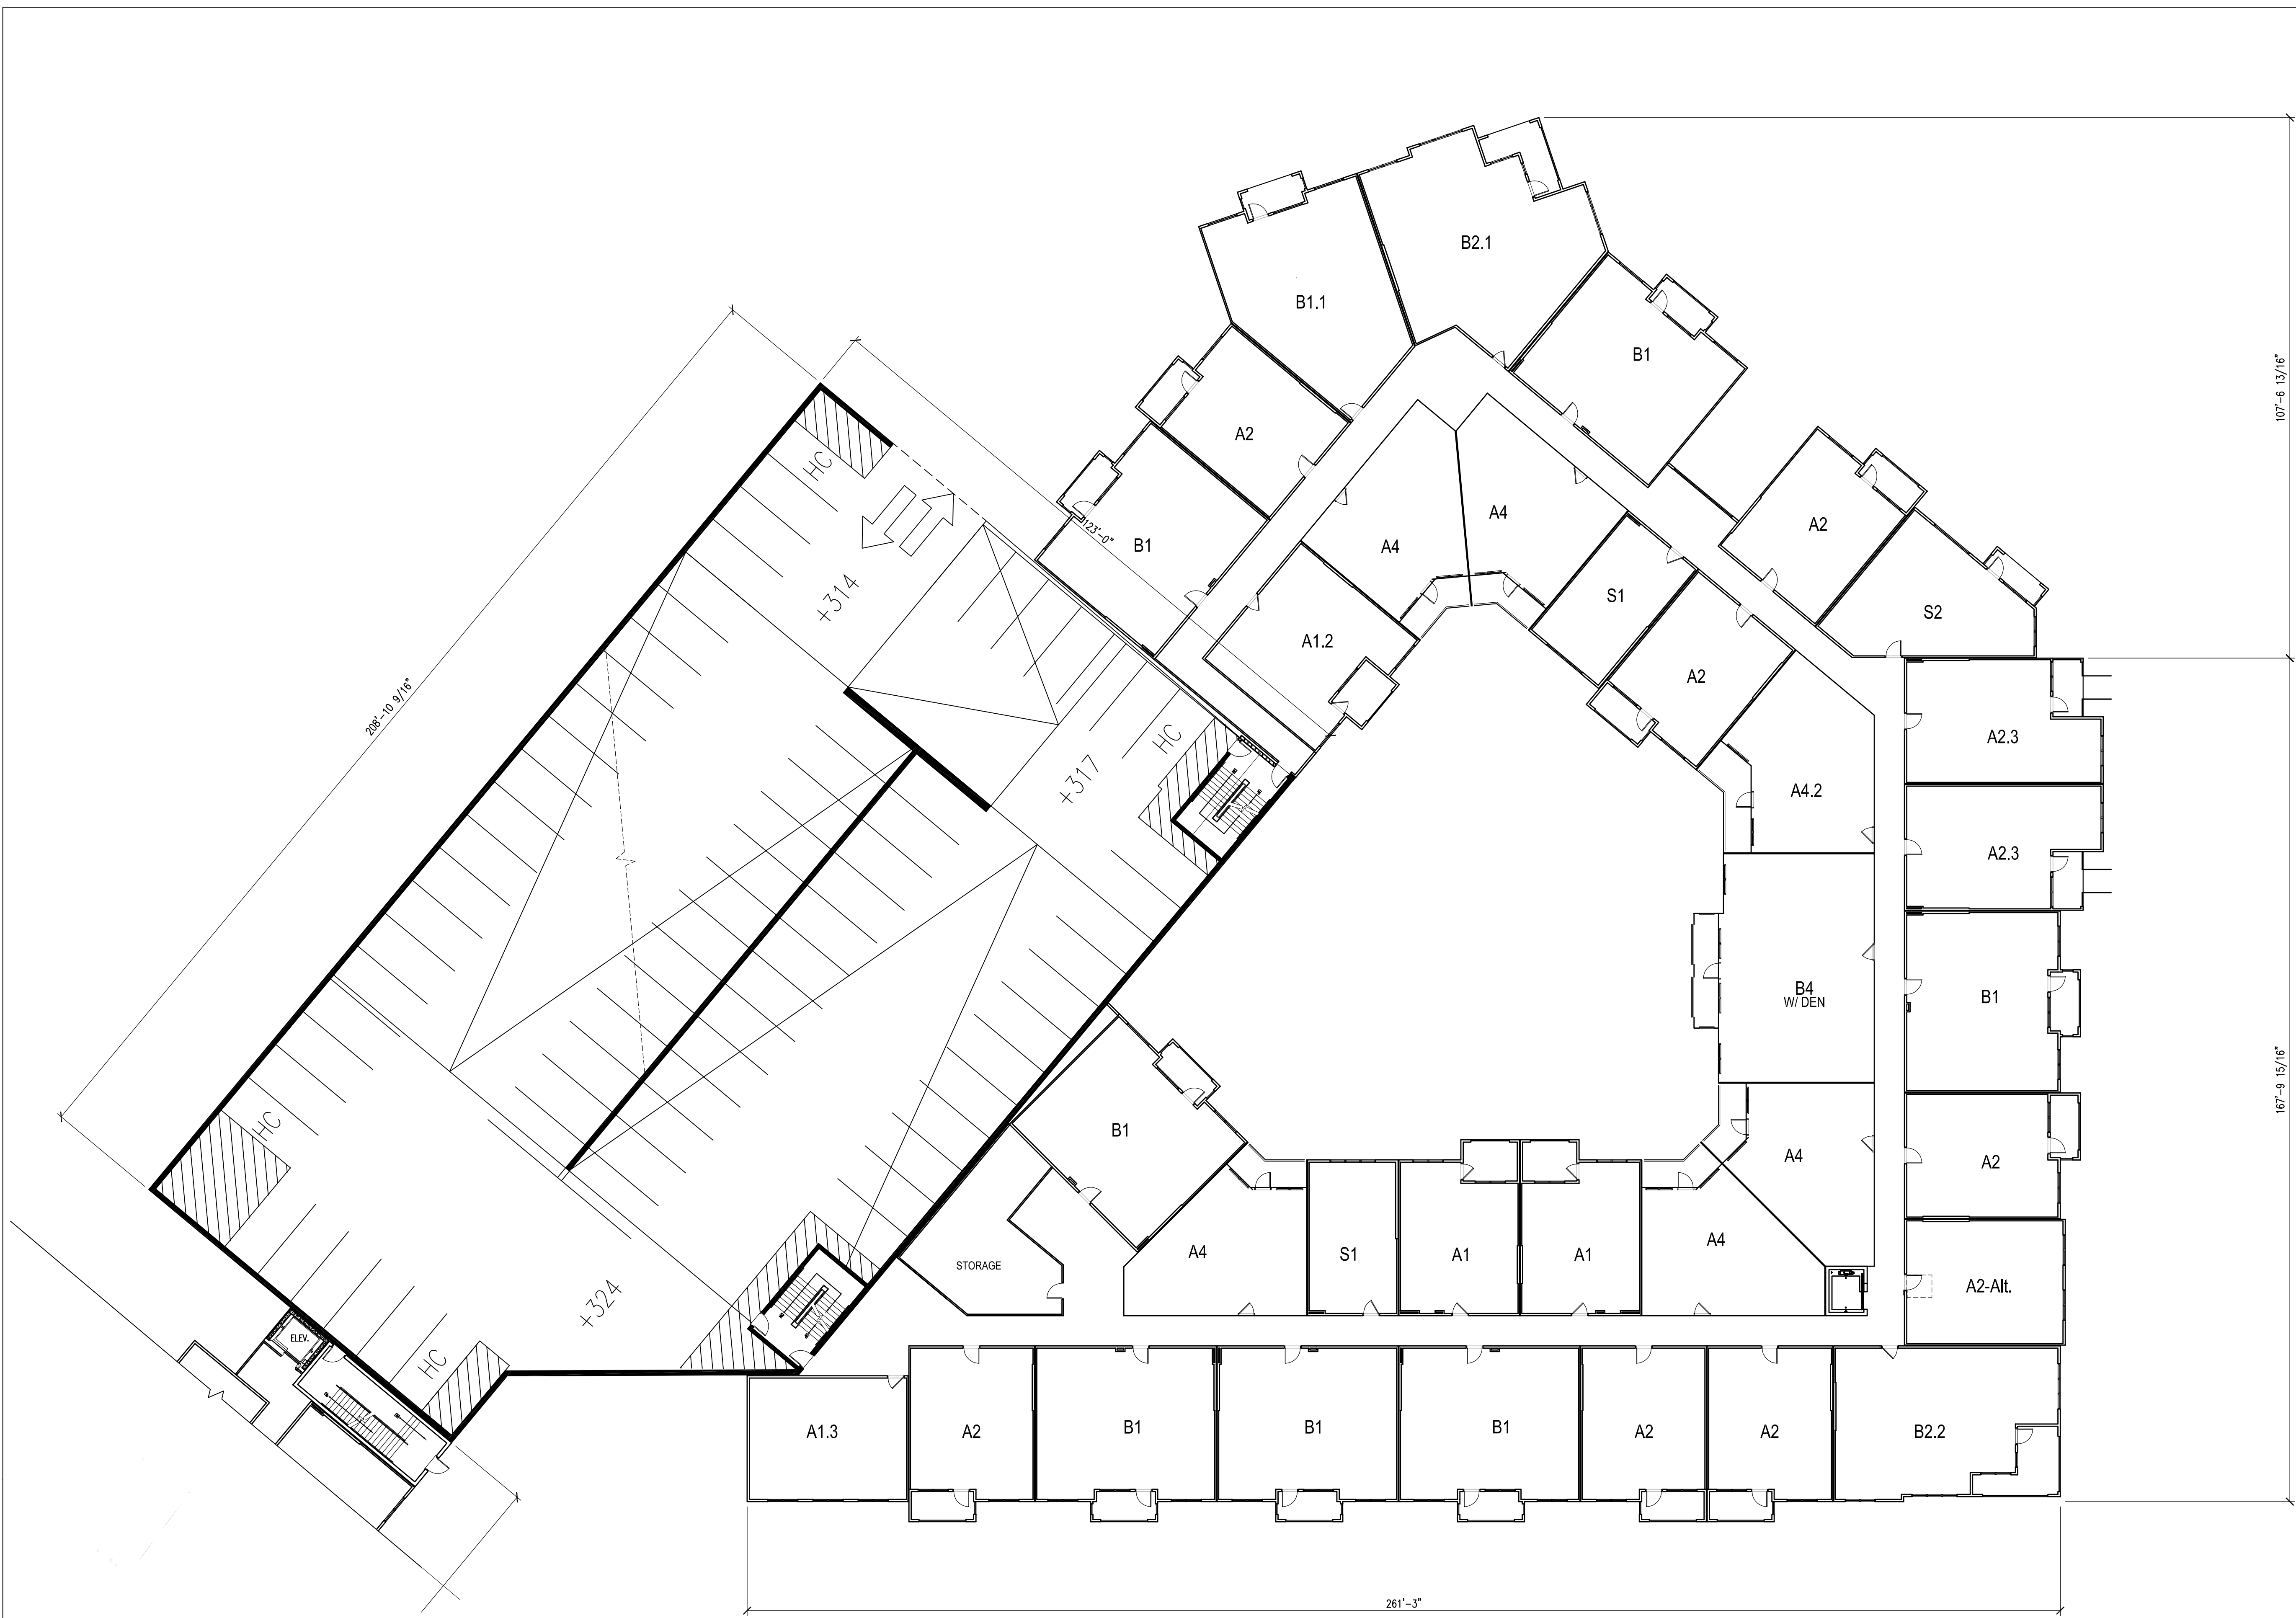 107'-6 13/16"
B2.1
B1.1
B1
A2
HC
208'-10 9/16"
123'-0"
B1
A4
A4
A2
+314
S1
S2
A1.2
A2
HC
+317
A2.3
A4.2
A2.3
B4
W/ DEN
B1
167'-9 15/16"
HC
B1
A4
A2
STORAGE
A4
S1
A1
A1
A4
A2-Alt.
+324
ELEV.
HC
A1.3
A2
B1
B1
B1
A2
A2
B2.2
261'-3"